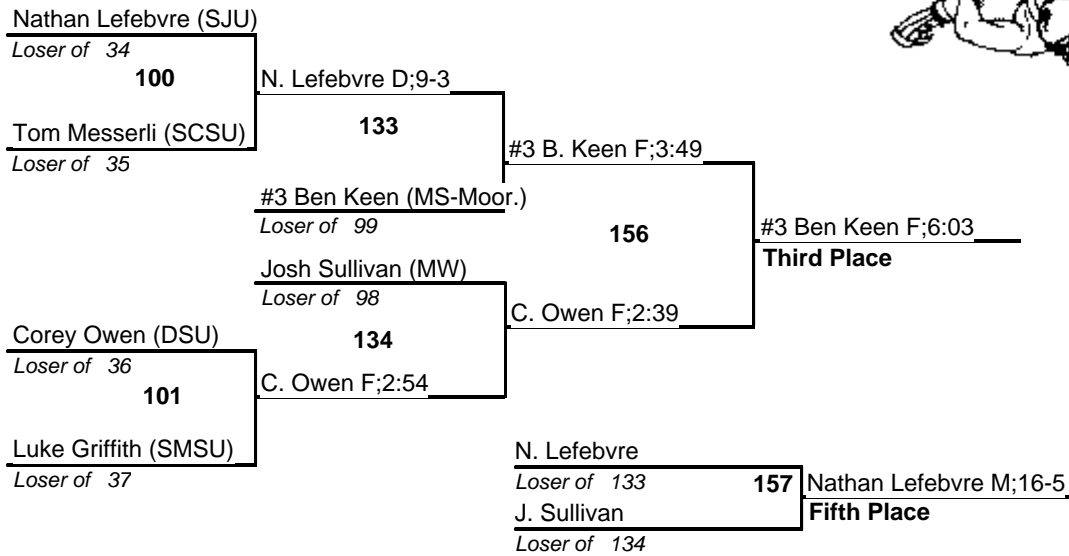 Nathan Lefebvre (SJU)
Loser of 34
100
N. Lefebvre D;9-3
133
Tom Messerli (SCSU)
Loser of 35
#3 B. Keen F;3:49
#3 Ben Keen (MS-Moor.)
Loser of 99
156
#3 Ben Keen F;6:03
Third Place
Josh Sullivan (MW)
Loser of 98
C. Owen F;2:39
Corey Owen (DSU)
Loser of 36
134
101
C. Owen F;2:54
Luke Griffith (SMSU)
Loser of 37
N. Lefebvre
Loser of 133
157
Nathan Lefebvre M;16-5
Fifth Place
J. Sullivan
Loser of 134